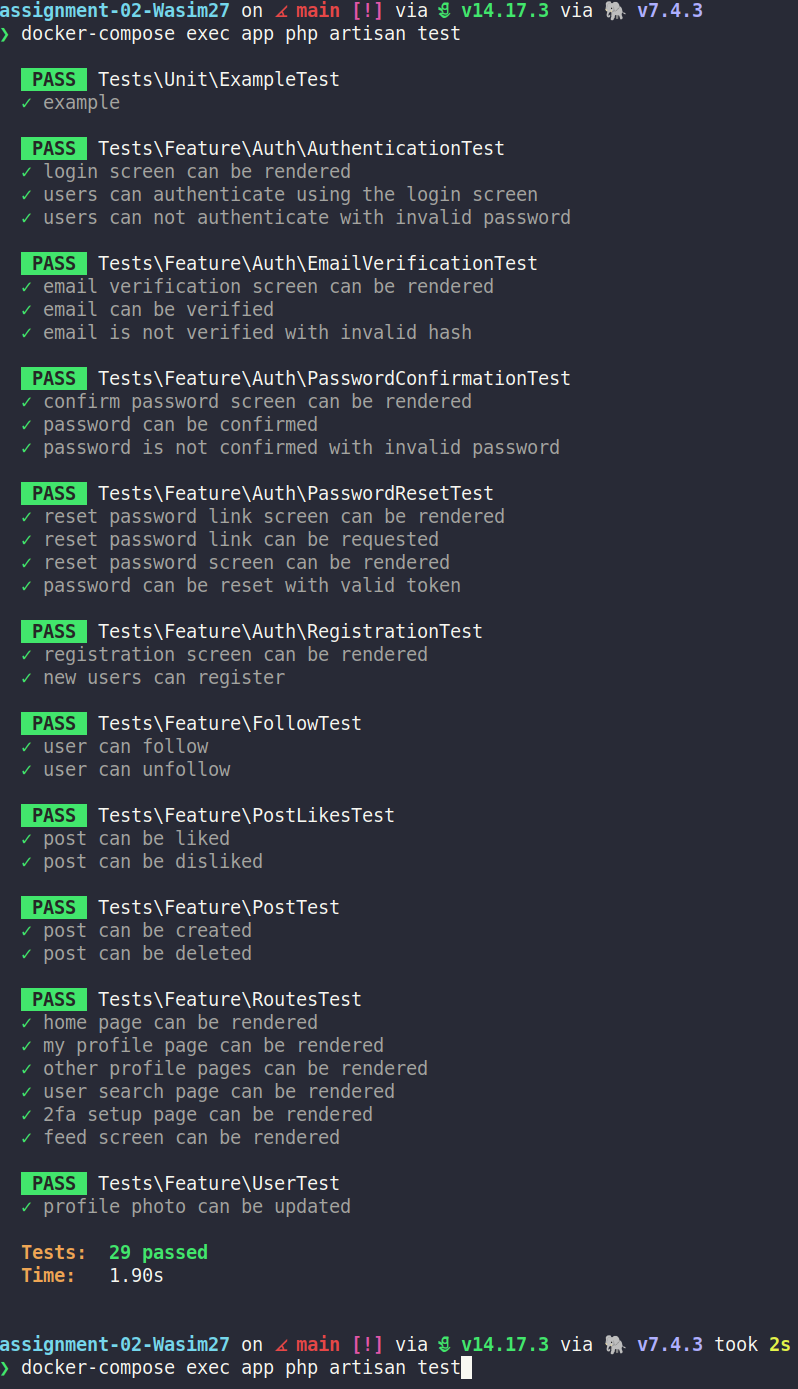 assignment-02-Wasim27 on main [!] via v14.17.3 via 🐘 v7.4.3
❯ docker-compose exec app php artisan test
PASS Tests\Unit\ExampleTest
✓ example
PASS Tests\Feature\Auth\AuthenticationTest
✓ login screen can be rendered
✓ users can authenticate using the login screen
✓ users can not authenticate with invalid password
PASS Tests\Feature\Auth\EmailVerificationTest
✓ email verification screen can be rendered
✓ email can be verified
✓ email is not verified with invalid hash
PASS Tests\Feature\Auth\PasswordConfirmationTest
✓ confirm password screen can be rendered
✓ password can be confirmed
✓ password is not confirmed with invalid password
PASS Tests\Feature\Auth\PasswordResetTest
✓ reset password link screen can be rendered
✓ reset password link can be requested
✓ reset password screen can be rendered
✓ password can be reset with valid token
PASS Tests\Feature\Auth\RegistrationTest
✓ registration screen can be rendered
✓ new users can register
PASS Tests\Feature\FollowTest
✓ user can follow
✓ user can unfollow
PASS Tests\Feature\PostLikesTest
✓ post can be liked
✓ post can be disliked
PASS Tests\Feature\PostTest
✓ post can be created
✓ post can be deleted
PASS Tests\Feature\RoutesTest
✓ home page can be rendered
✓ my profile page can be rendered
✓ other profile pages can be rendered
✓ user search page can be rendered
✓ 2fa setup page can be rendered
✓ feed screen can be rendered
PASS Tests\Feature\UserTest
✓ profile photo can be updated
Tests: 29 passed
Time: 1.90s
assignment-02-Wasim27 on main [!] via v14.17.3 via 🐘 v7.4.3 took 2s
❯ docker-compose exec app php artisan test